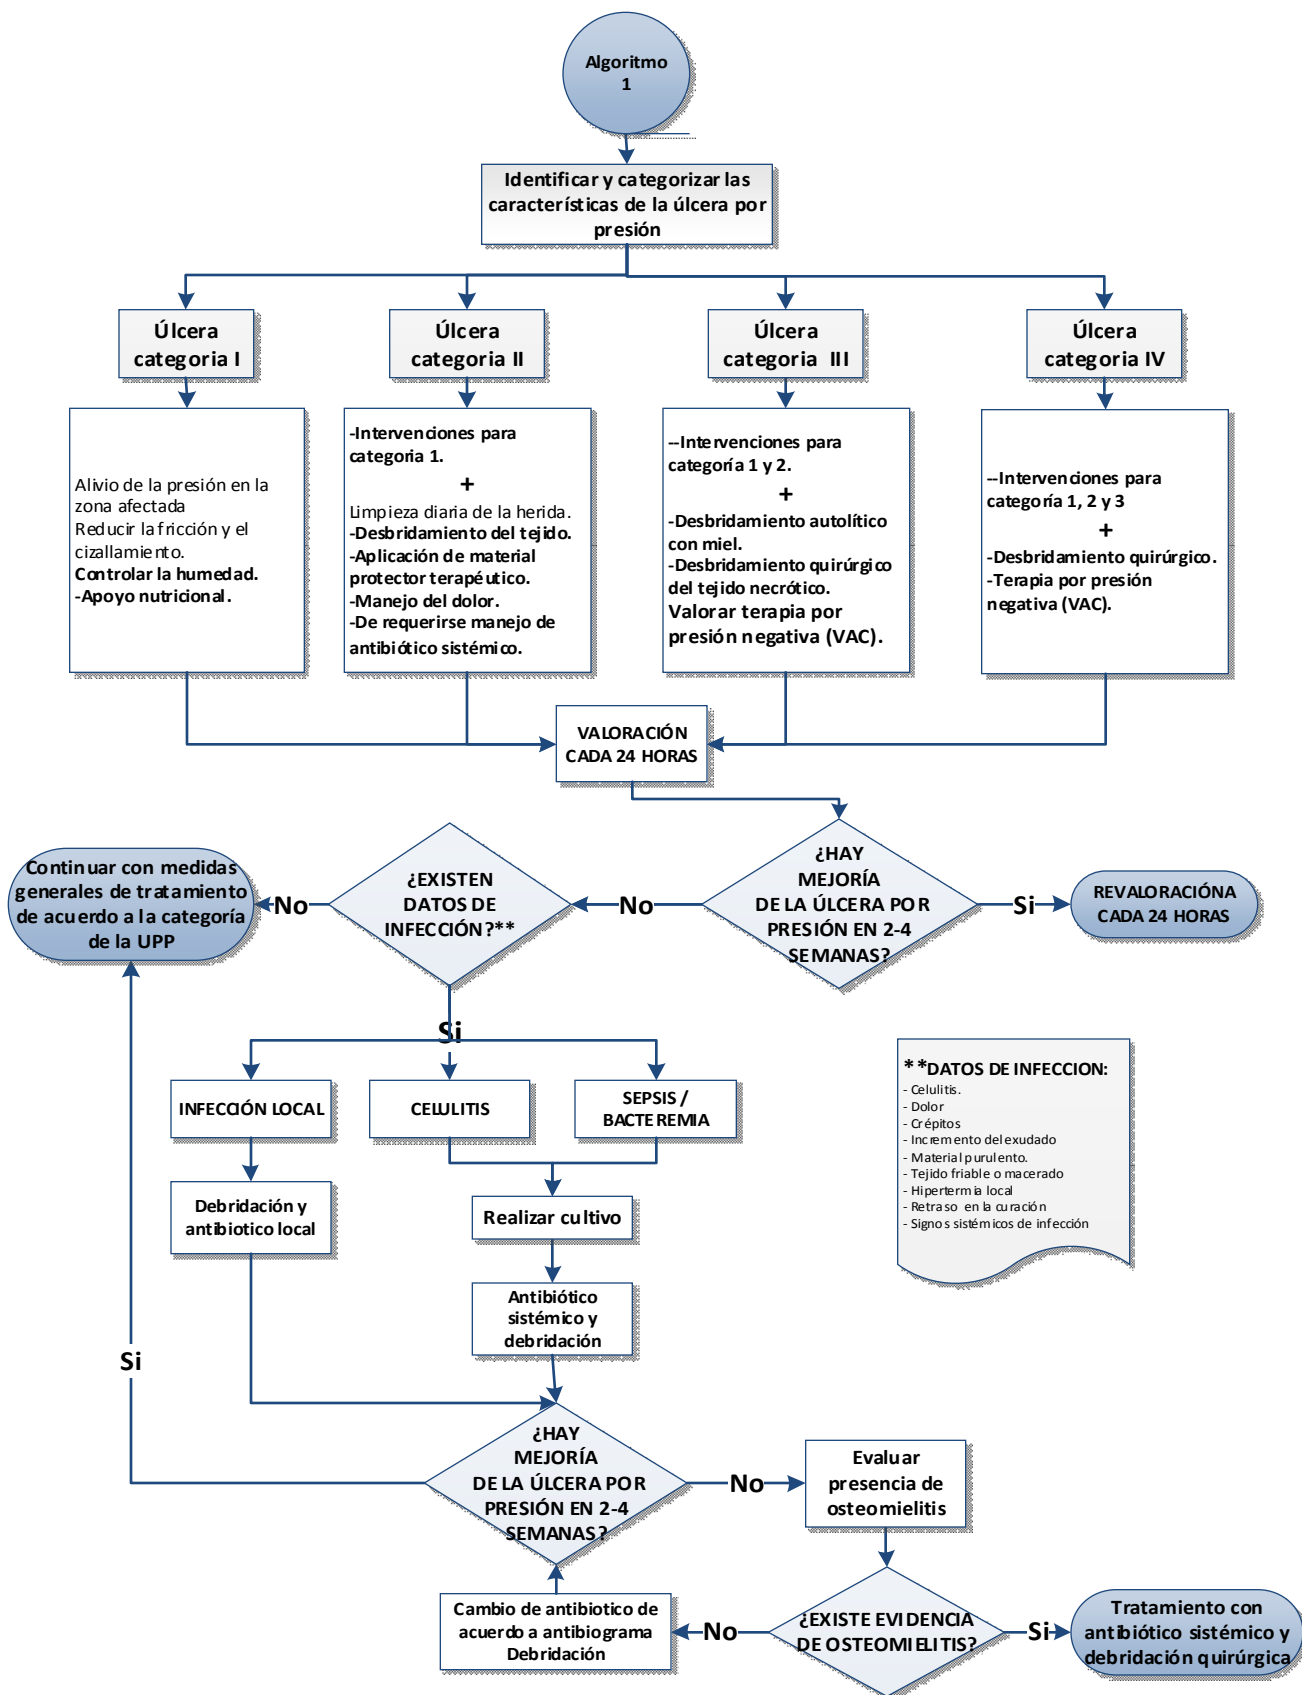 Algoritmo
1
Identificar y categorizar las
características de la úlcera por
presión
Úlcera
categoria I
Úlcera
categoria II
Úlcera
categoria III
Úlcera
categoria IV
Alivio de la presión en la
zona afectada
Reducir la fricción y el
cizallamiento.
Controlar la humedad.
-Apoyo nutricional.
-Intervenciones para
categoria 1.
+
Limpieza diaria de la herida.
-Desbridamiento del tejido.
-Aplicación de material
protector terapéutico.
-Manejo del dolor.
-De requerirse manejo de
antibiótico sistémico.
--Intervenciones para
categoría 1 y 2.
+
-Desbridamiento autolítico
con miel.
-Desbridamiento quirúrgico
del tejido necrótico.
Valorar terapia por
presión negativa (VAC).
--Intervenciones para
categoría 1, 2 y 3
+
-Desbridamiento quirúrgico.
-Terapia por presión
negativa (VAC).
VALORACIÓN
CADA 24 HORAS
¿HAY
MEJORÍA
DE LA ÚLCERA POR
PRESIÓN EN 2-4
SEMANAS?
Si
REVALORACIÓNA
CADA 24 HORAS
No
¿EXISTEN
DATOS DE
INFECCIÓN?**
No
Continuar con medidas
generales de tratamiento
de acuerdo a la categoría
de la UPP
Si
INFECCIÓN LOCAL
CELULITIS
SEPSIS /
BACTEREMIA
**DATOS DE INFECCION:
- Celulitis.
- Dolor
- Crépitos
- Incremento del exudado
- Material purulento.
- Tejido friable o macerado
- Hipertermia local
- Retraso en la curación
- Signos sistémicos de infección
Debridación y
antibiotico local
Realizar cultivo
Antibiótico
sistémico y
debridación
Si
¿HAY
MEJORÍA
DE LA ÚLCERA POR
PRESIÓN EN 2-4
SEMANAS?
No
Evaluar
presencia de
osteomielitis
¿EXISTE EVIDENCIA
DE OSTEOMIELITIS?
No
Cambio de antibiotico de
acuerdo a antibiograma
Debridación
Si
Tratamiento con
antibiótico sistémico y
debridación quirúrgica